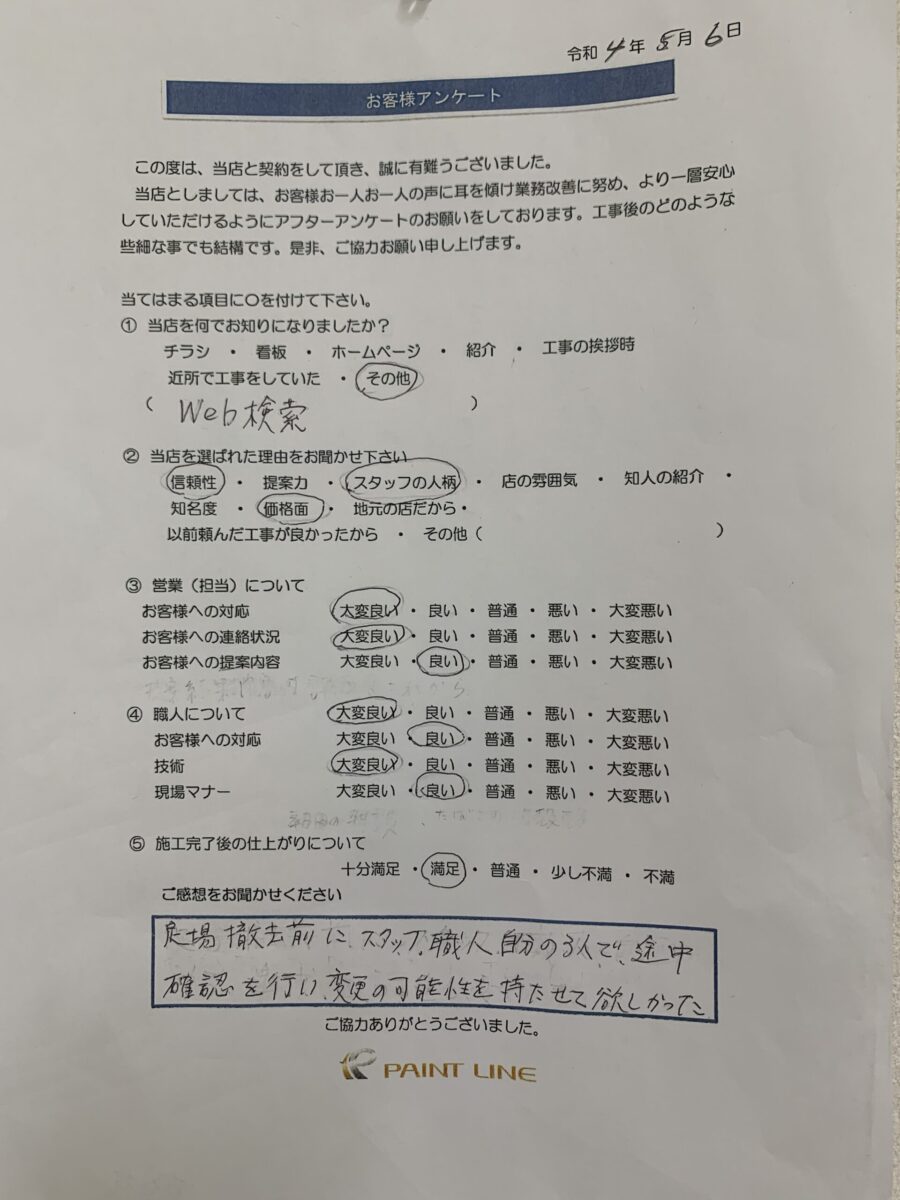 令和 4年 5月 6日
お客様アンケート
この度は、当店と契約をして頂き、誠に有難うございました。
当店としましては、お客様お一人お一人の声に耳を傾け業務改善に努め、より一層安心
していただけるようにアフターアンケートのお願いをしております。工事後のどのような
些細な事でも結構です。是非、ご協力お願い申し上げます。
当てはまる項目に〇を付けて下さい。
① 当店を何でお知りになりましたか？
チラシ ・ 看板 ・ ホームページ ・ 紹介 ・ 工事の挨拶時
近所で工事をしていた ・ その他
( Web検索 )
② 当店を選ばれた理由をお聞かせ下さい
信頼性 ・ 提案力 ・ スタッフの人柄 ・ 店の雰囲気 ・ 知人の紹介 ・
知名度 ・ 価格面 ・ 地元の店だから・
以前頼んだ工事が良かったから ・ その他 ( )
③ 営業（担当）について
お客様への対応 大変良い ・ 良い ・ 普通 ・ 悪い ・ 大変悪い
お客様への連絡状況 大変良い ・ 良い ・ 普通 ・ 悪い ・ 大変悪い
お客様への提案内容 大変良い ・ 良い ・ 普通 ・ 悪い ・ 大変悪い
④ 職人について 大変良い ・ 良い ・ 普通 ・ 悪い ・ 大変悪い
お客様への対応 大変良い ・ 良い ・ 普通 ・ 悪い ・ 大変悪い
技術 大変良い ・ 良い ・ 普通 ・ 悪い ・ 大変悪い
現場マナー 大変良い ・ 良い ・ 普通 ・ 悪い ・ 大変悪い
⑤ 施工完了後の仕上がりについて
十分満足 ・ 満足 ・ 普通 ・ 少し不満 ・ 不満
ご感想をお聞かせください
足場撤去前に、スタッフ、職人、自分の3人で、途中
確認を行い、変更の可能性を持たせて欲しかった
ご協力ありがとうございました。
PAINT LINE